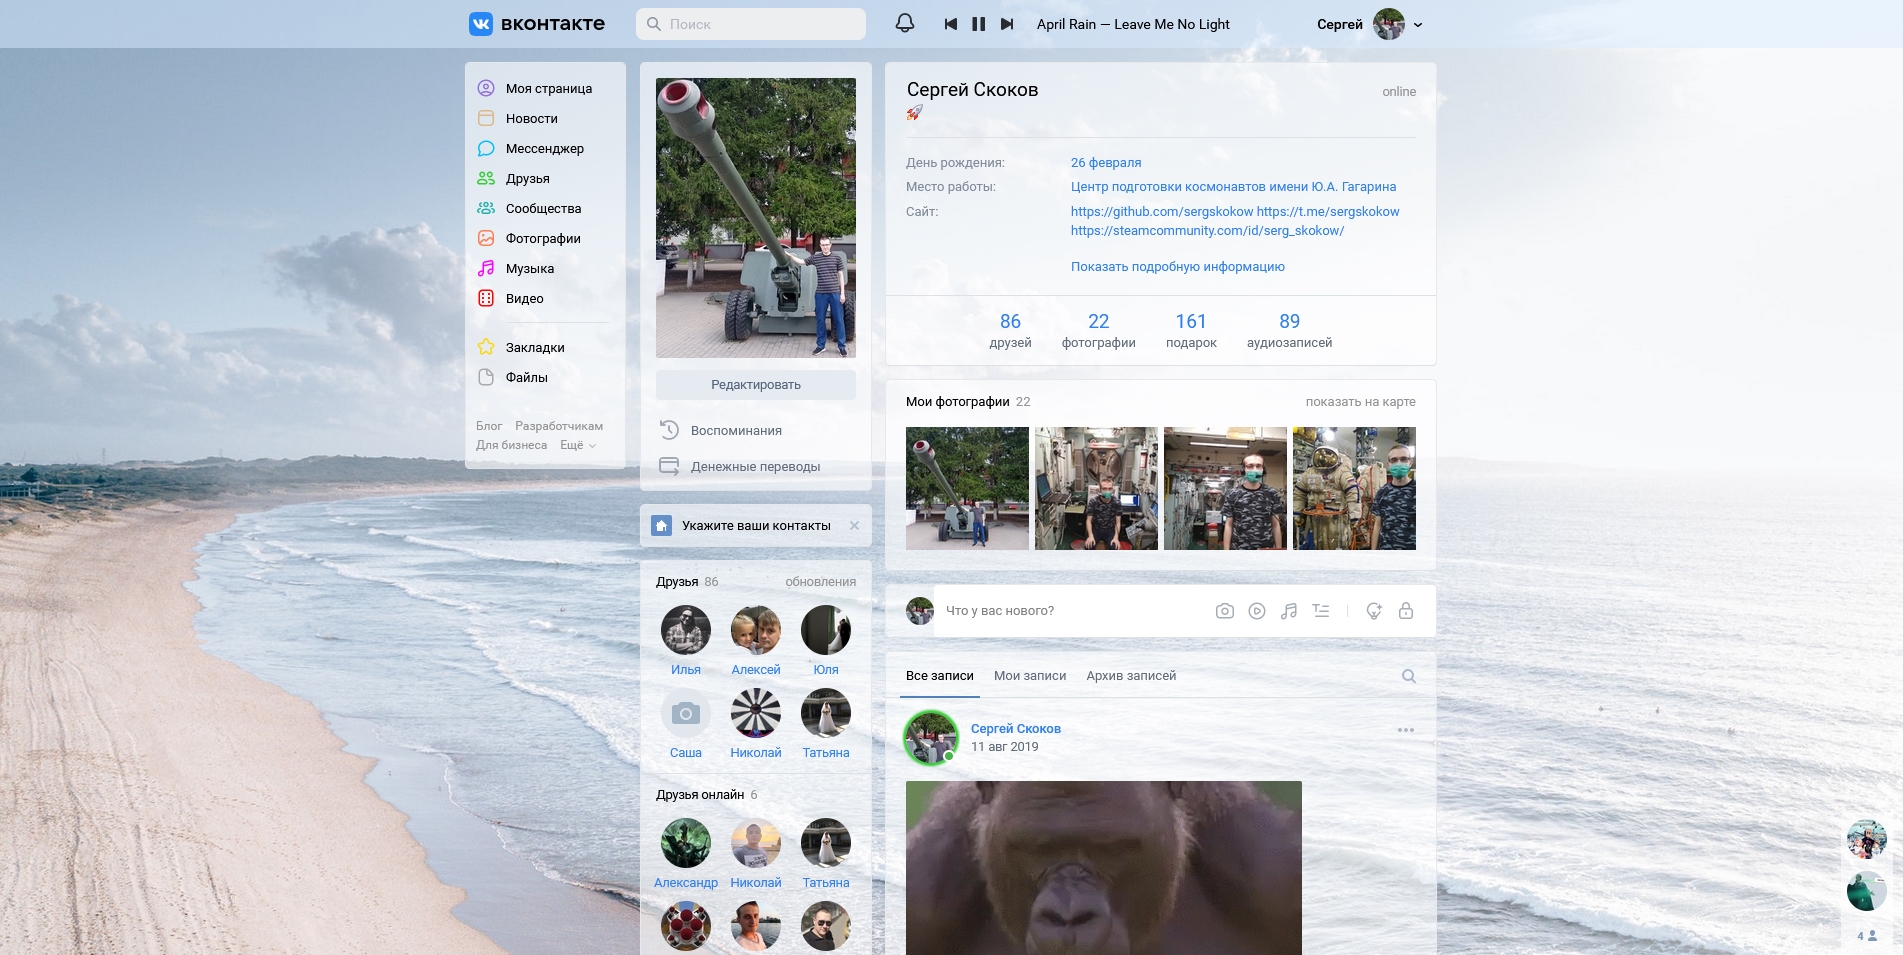 вконтакте
Поиск
April Rain — Leave Me No Light
Сергей
Моя страница
Новости
Мессенджер
Друзья
Сообщества
Фотографии
Музыка
Видео
Закладки
Файлы
Блог Разработчикам
Для бизнеса Ещё
Редактировать
Воспоминания
Денежные переводы
Укажите ваши контакты
Друзья 86 обновления
Илья Алексей Юля
Саша Николай Татьяна
Друзья онлайн 6
Александр Николай Татьяна
Сергей Скоков online
День рождения: 26 февраля
Место работы: Центр подготовки космонавтов имени Ю.А. Гагарина
Сайт: https://github.com/sergskokow https://t.me/sergskokow
https://steamcommunity.com/id/serg_skokow/
Показать подробную информацию
86 22 161 89
друзей фотографии подарок аудиозаписей
Мои фотографии 22 показать на карте
Что у вас нового?
Все записи Мои записи Архив записей
Сергей Скоков
11 авг 2019
4